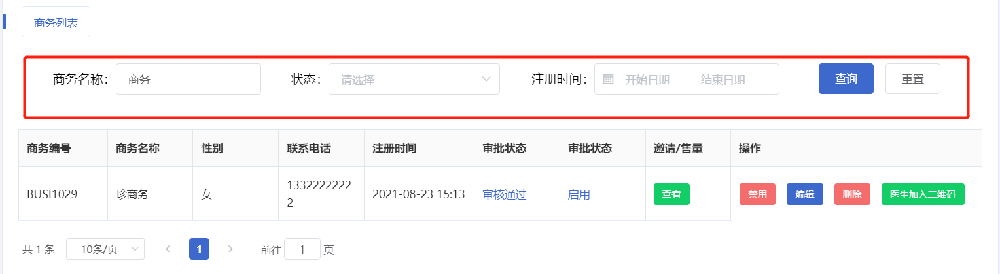 商务列表
商务名称： 商务 状态： 请选择 注册时间： 开始日期 - 结束日期 查询 重置
商务编号 商务名称 性别 联系电话 注册时间 审批状态 审批状态 邀请/售量 操作
BUSI1029 珍商务 女 1332222222 2021-08-23 15:13 审核通过 启用 查看 禁用 编辑 删除 医生加入二维码
2
共 1 条 10条/页 1 前往 1 页